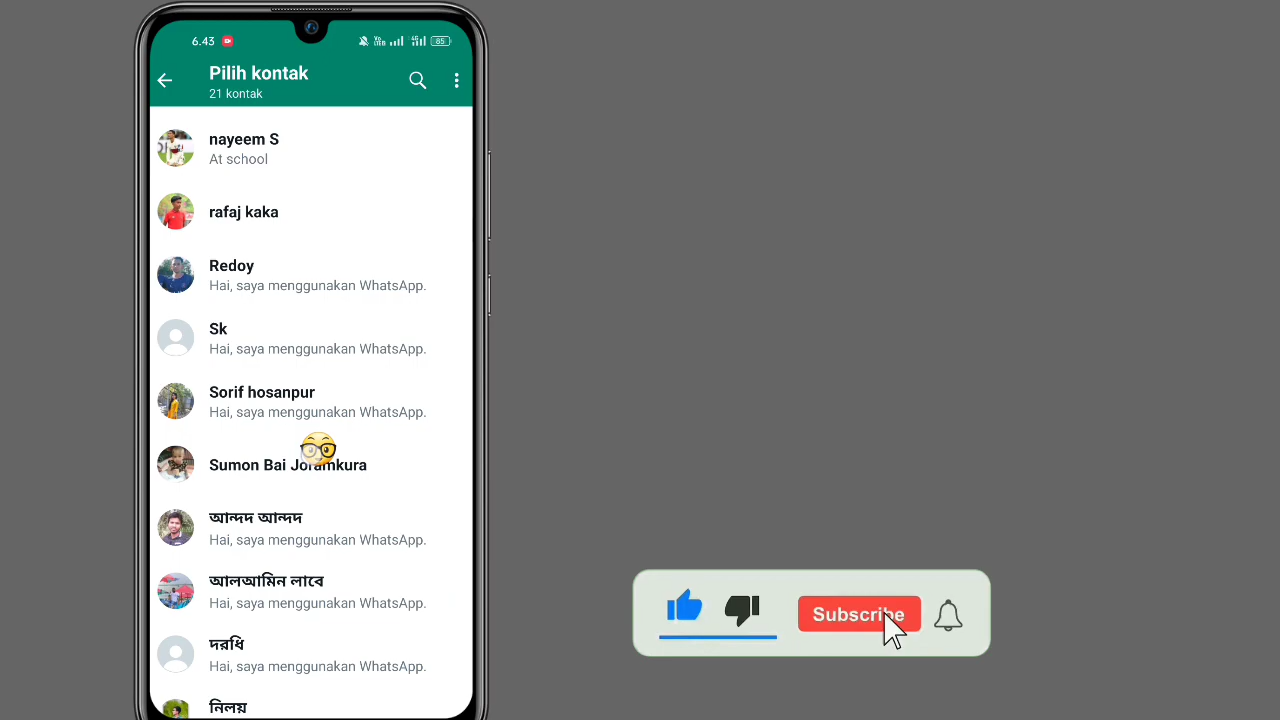 6.43
85
Pilih kontak
21 kontak
nayeem S
At school
rafaj kaka
Redoy
Hai, saya menggunakan WhatsApp.
Sk
Hai, saya menggunakan WhatsApp.
Sorif hosanpur
Hai, saya menggunakan WhatsApp.
Sumon Bai Joramkura
আন্দদ আন্দদ
Hai, saya menggunakan WhatsApp.
আলআমিন লাবে
Hai, saya menggunakan WhatsApp.
দরধি
Hai, saya menggunakan WhatsApp.
নিলয়
Subscribe